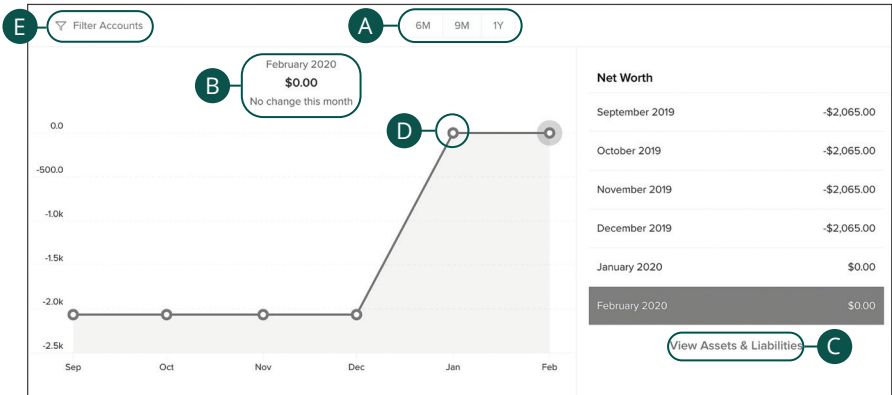 E
Filter Accounts
A
6M 9M 1Y
B
February 2020
$0.00
No change this month
D
0.0
-500.0
-1.0k
-1.5k
-2.0k
-2.5k
Sep Oct Nov Dec Jan Feb
Net Worth
September 2019 -$2,065.00
October 2019 -$2,065.00
November 2019 -$2,065.00
December 2019 -$2,065.00
January 2020 $0.00
February 2020 $0.00
View Assets & Liabilities
C